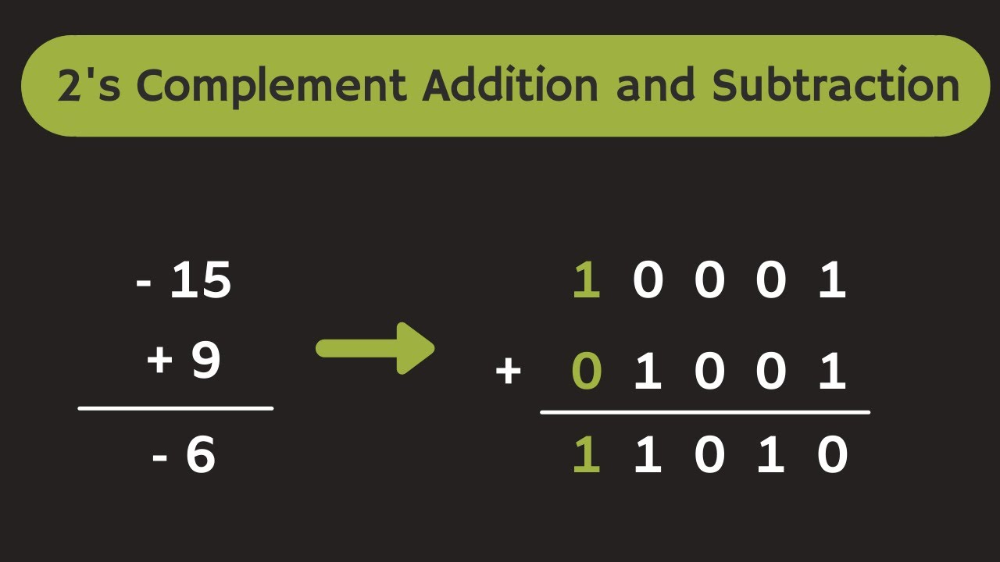 2's Complement Addition and Subtraction
- 15
+ 9
- 6
1 0 0 0 1
+ 0 1 0 0 1
1 1 0 1 0